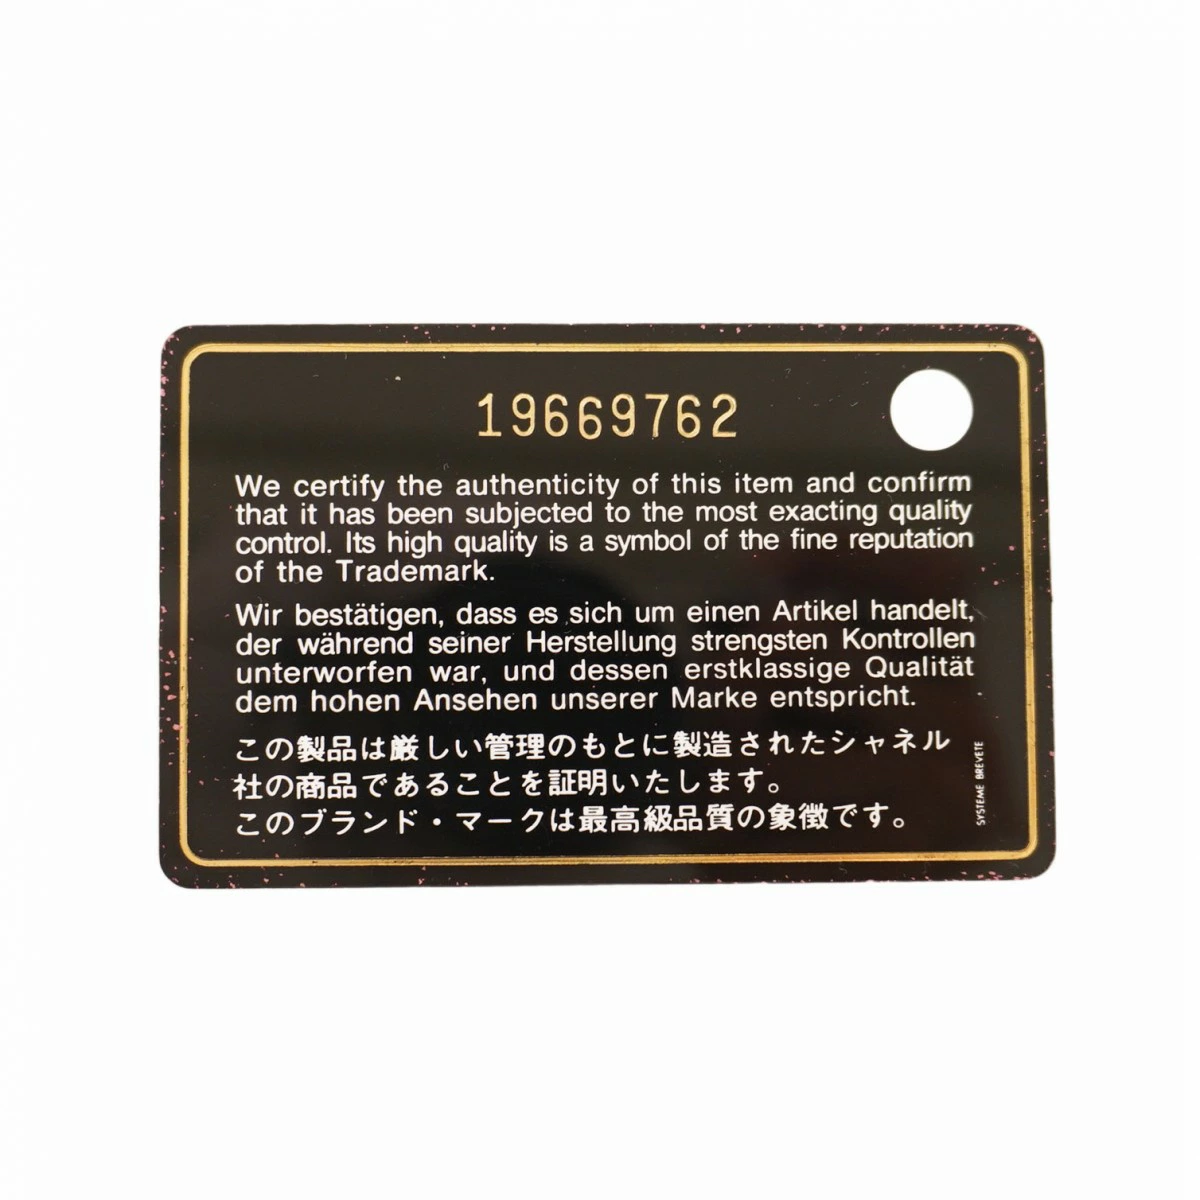 19669762
We certify the authenticity of this item and confirm
that it has been subjected to the most exacting quality
control. Its high quality is a symbol of the fine reputation
of the Trademark.
Wir bestätigen, dass es sich um einen Artikel handelt,
der während seiner Herstellung strengsten Kontrollen
unterworfen war, und dessen erstklassige Qualität
dem hohen Ansehen unserer Marke entspricht.
この製品は厳しい管理のもとに製造されたシャネル
社の商品であることを証明いたします。
このブランド・マークは最高級品質の象徴です。
SYSTEME BREVETE